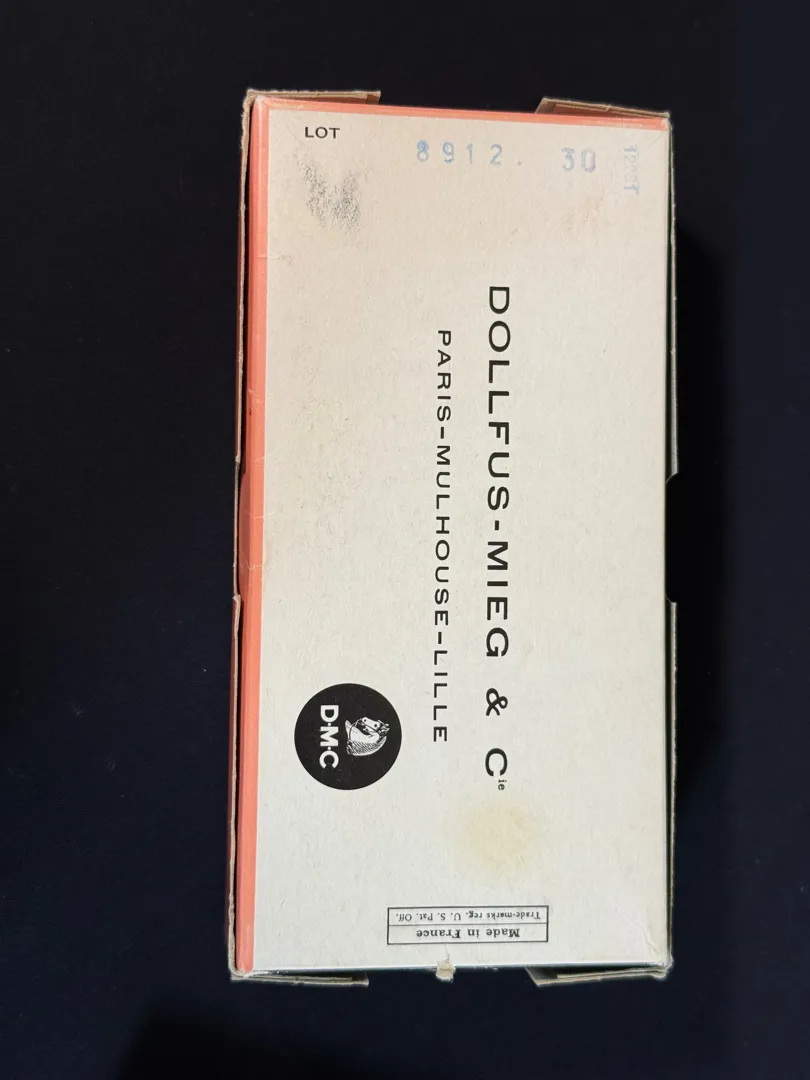 LOT
8912. 30
DOLLFUS-MIEG & Cie
PARIS-MULHOUSE-LILLE
D·M·C
Made in France
Trade-marks reg. U. S. Pat. Off.